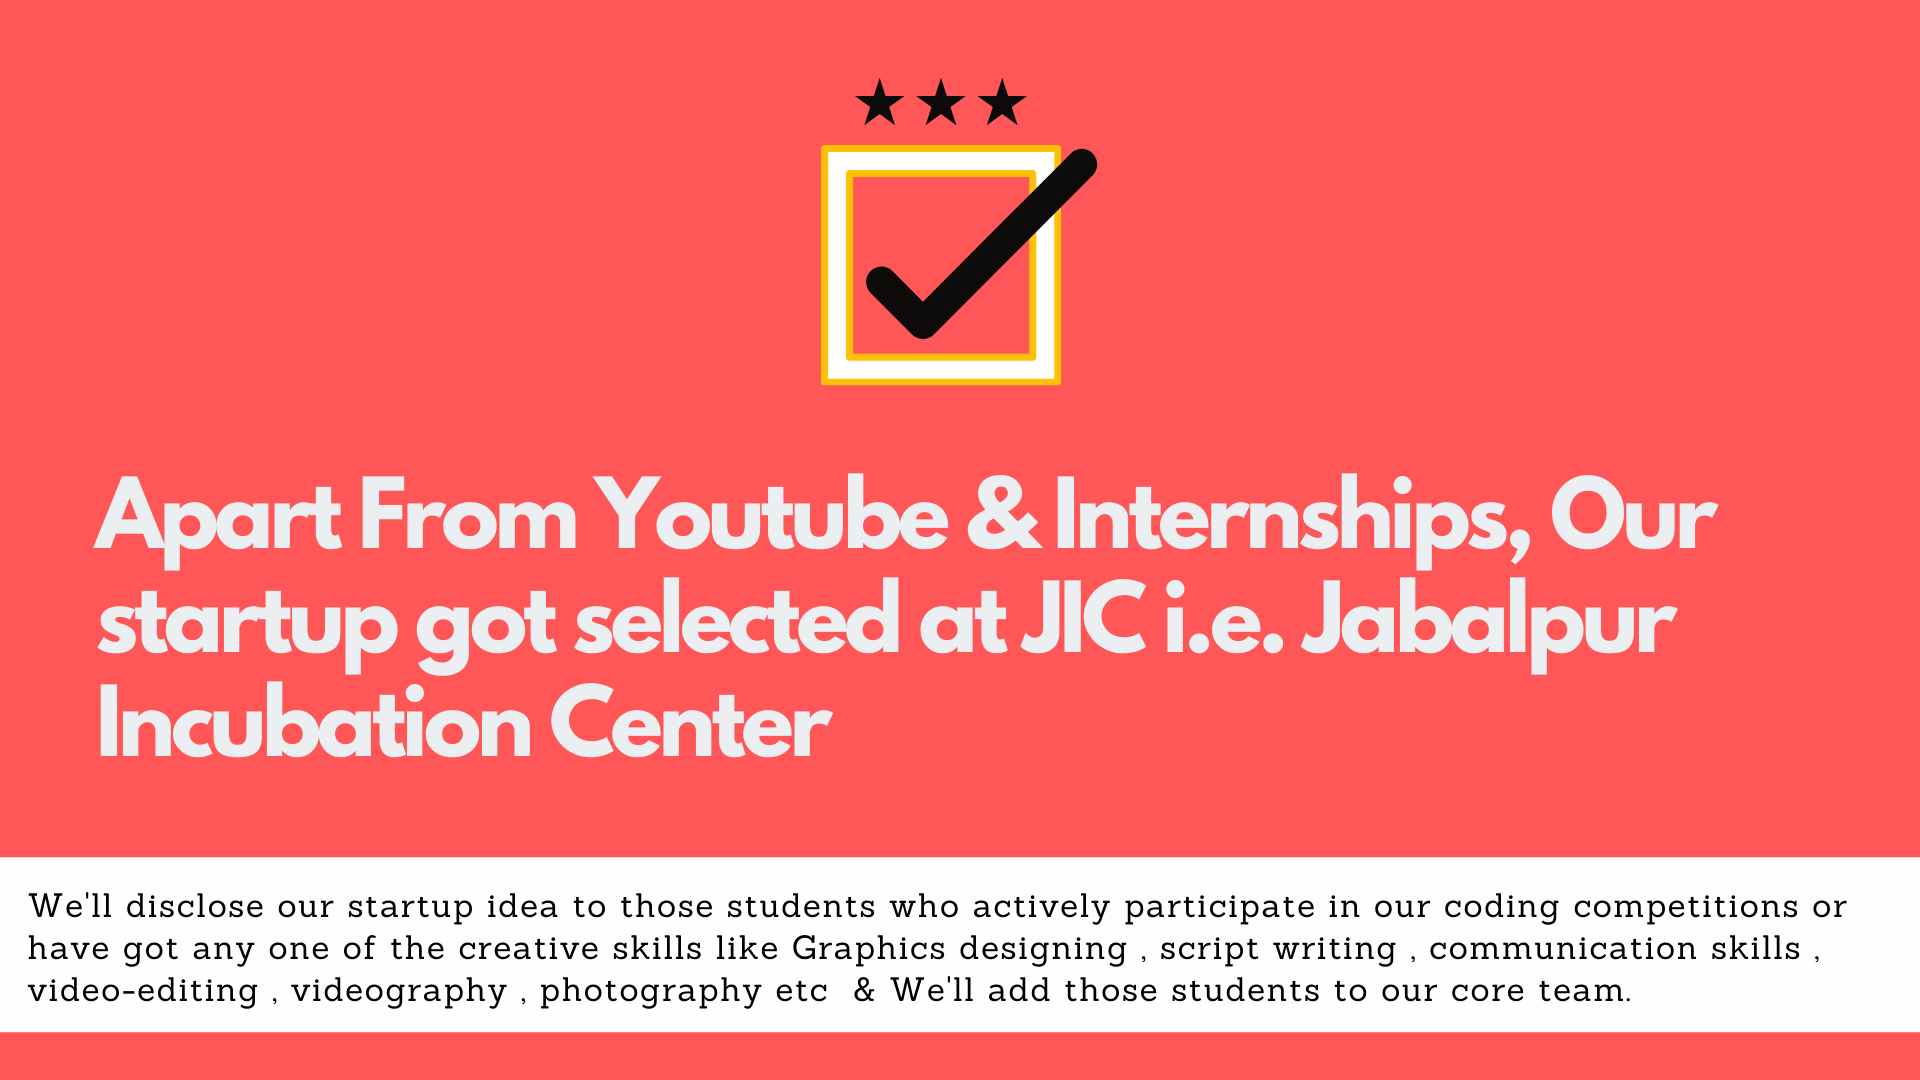 Apart From Youtube & Internships, Our
startup got selected at JIC i.e. Jabalpur
Incubation Center
We'll disclose our startup idea to those students who actively participate in our coding competitions or
have got any one of the creative skills like Graphics designing , script writing , communication skills ,
video-editing , videography , photography etc  & We'll add those students to our core team.